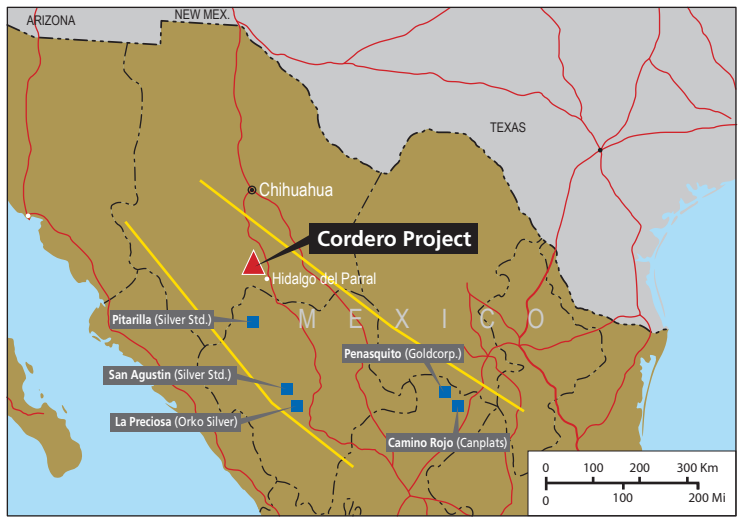 ARIZONA
NEW MEX.
TEXAS
Chihuahua
Cordero Project
Hidalgo del Parral
MEXICO
Pitarilla (Silver Std.)
Penasquito (Goldcorp.)
San Agustin (Silver Std.)
La Preciosa (Orko Silver)
Camino Rojo (Canplats)
0 100 200 300 Km
0 100 200 Mi